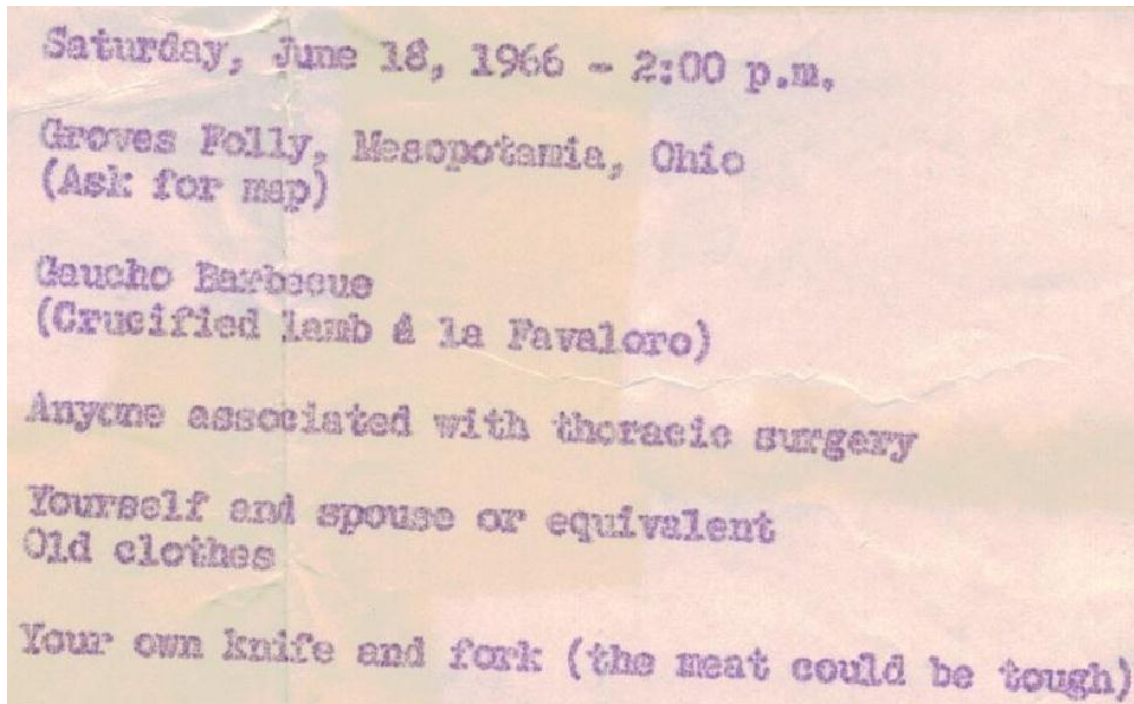 Saturday, June 18, 1966 - 2:00 p.m.
Groves Folly, Mesopotamia, Ohio
(Ask for map)
Gaucho Barbecue
(Crucified lamb á la Favaloro)
Anyone associated with thoracic surgery
Yourself and spouse or equivalent
Old clothes
Your own knife and fork (the meat could be tough)